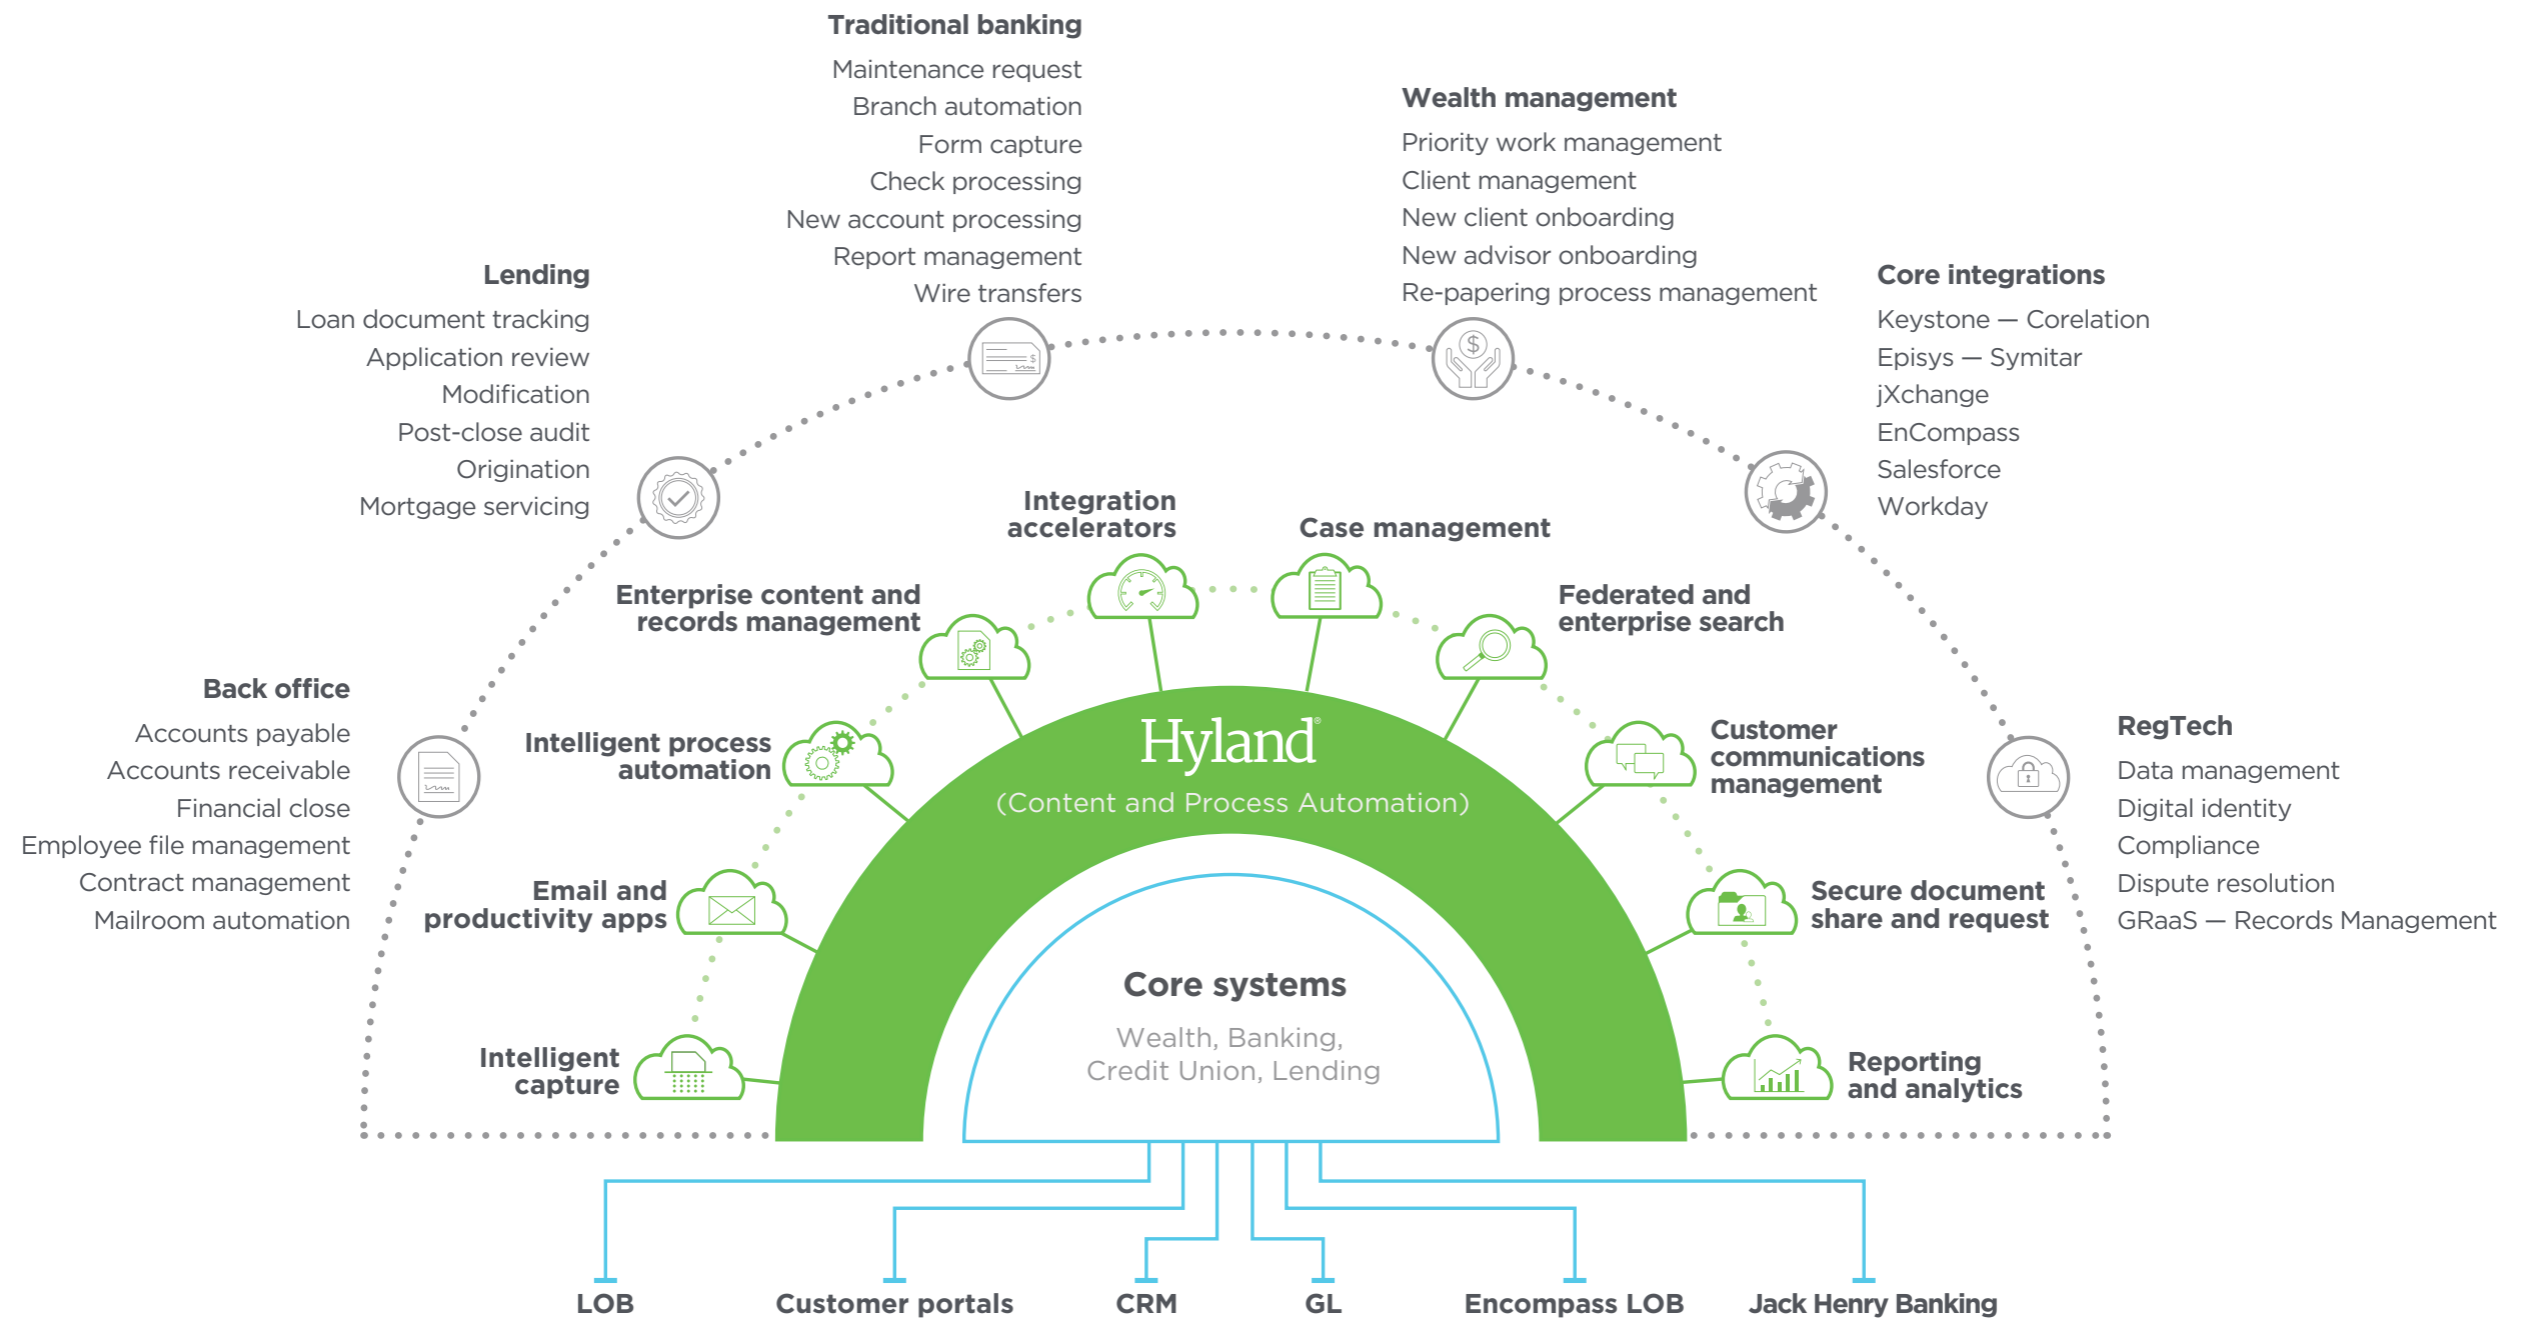 Traditional banking
Maintenance request
Branch automation
Form capture
Check processing
New account processing
Report management
Wire transfers
Wealth management
Priority work management
Client management
New client onboarding
New advisor onboarding
Re-papering process management
Lending
Loan document tracking
Application review
Modification
Post-close audit
Origination
Mortgage servicing
Core integrations
Keystone — Corelation
Episys — Symitar
jXchange
EnCompass
Salesforce
Workday
Back office
Accounts payable
Accounts receivable
Financial close
Employee file management
Contract management
Mailroom automation
RegTech
Data management
Digital identity
Compliance
Dispute resolution
GRaaS — Records Management
Intelligent
capture
Email and
productivity apps
Intelligent process
automation
Enterprise content and
records management
Integration
accelerators
Case management
Federated and
enterprise search
Customer
communications
management
Secure document
share and request
Reporting
and analytics
Hyland®
(Content and Process Automation)
Core systems
Wealth, Banking,
Credit Union, Lending
LOB
Customer portals
CRM
GL
Encompass LOB
Jack Henry Banking